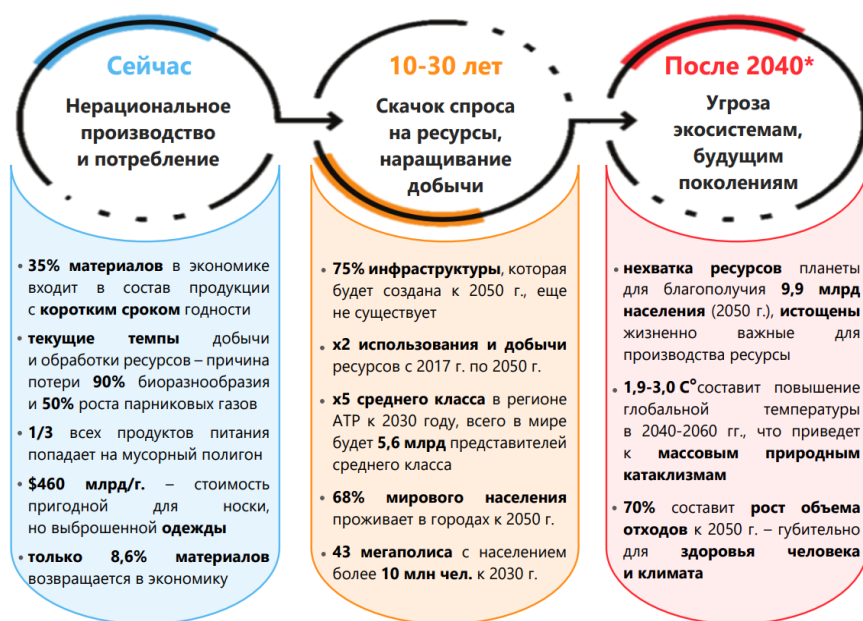 Сейчас
Нерациональное
производство
и потребление
• 35% материалов в экономике
входит в состав продукции
с коротким сроком годности
• текущие темпы добычи
и обработки ресурсов – причина
потери 90% биоразнообразия
и 50% роста парниковых газов
• 1/3 всех продуктов питания
попадает на мусорный полигон
• $460 млрд/г. – стоимость
пригодной для носки,
но выброшенной одежды
• только 8,6% материалов
возвращается в экономику
10-30 лет
Скачок спроса
на ресурсы,
наращивание
добычи
• 75% инфраструктуры, которая
будет создана к 2050 г., еще
не существует
• x2 использования и добычи
ресурсов с 2017 г. по 2050 г.
• x5 среднего класса в регионе
АТР к 2030 году, всего в мире
будет 5,6 млрд представителей
среднего класса
• 68% мирового населения
проживает в городах к 2050 г.
• 43 мегаполиса с населением
более 10 млн чел. к 2030 г.
После 2040*
Угроза
экосистемам,
будущим
поколениям
• нехватка ресурсов планеты
для благополучия 9,9 млрд
населения (2050 г.), истощены
жизненно важные для
производства ресурсы
• 1,9-3,0 С°составит повышение
глобальной температуры
в 2040-2060 гг., что приведет
к массовым природным
катаклизмам
• 70% составит рост объема
отходов к 2050 г. – губительно
для здоровья человека
и климата